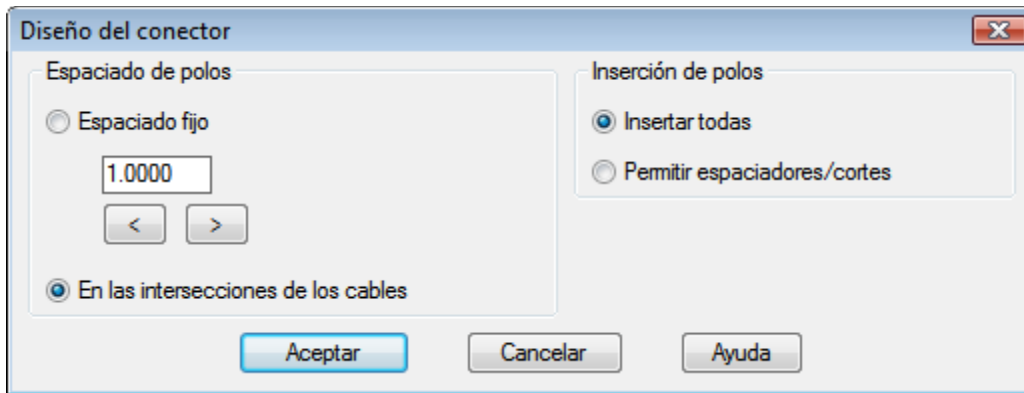 Diseño del conector
Espaciado de polos
Espaciado fijo
1.0000
< >
En las intersecciones de los cables
Inserción de polos
Insertar todas
Permitir espaciadores/cortes
Aceptar Cancelar Ayuda